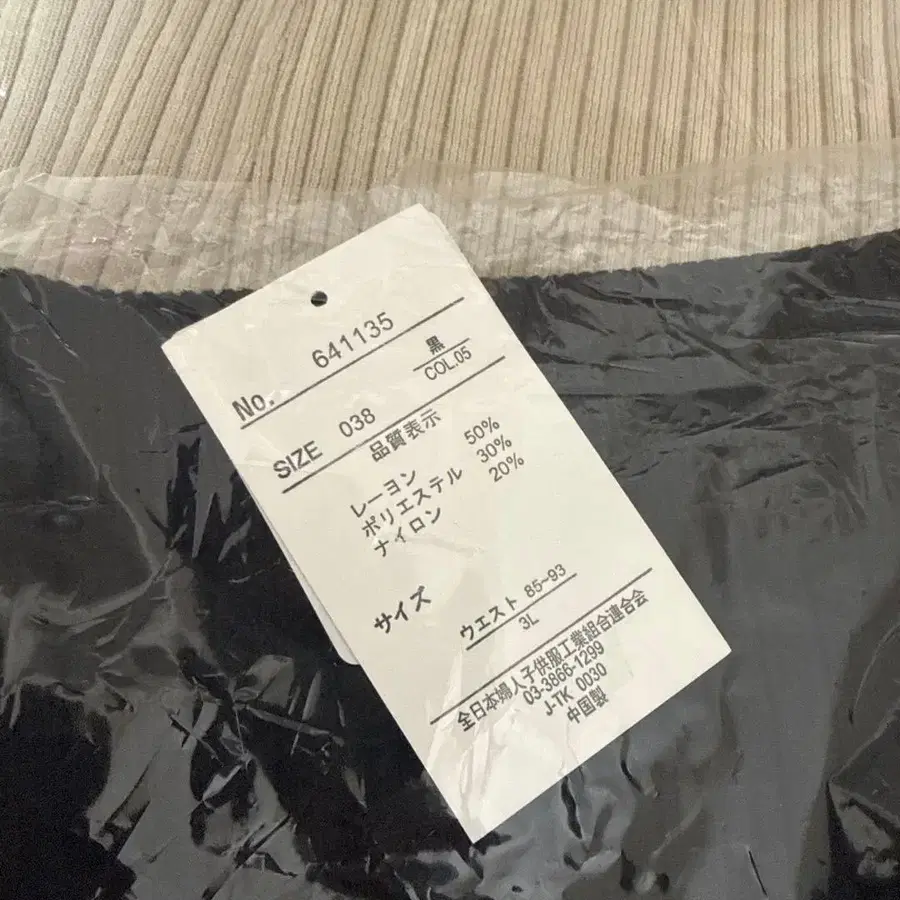 No. 641135
SIZE 038
黒
COL.05
品質表示
レーヨン 50%
ポリエステル 30%
ナイロン 20%
サイズ
ウエスト 85-93
3L
全日本婦人子供服工業組合連合会
03-3866-1299
J-TK 0030
中国製